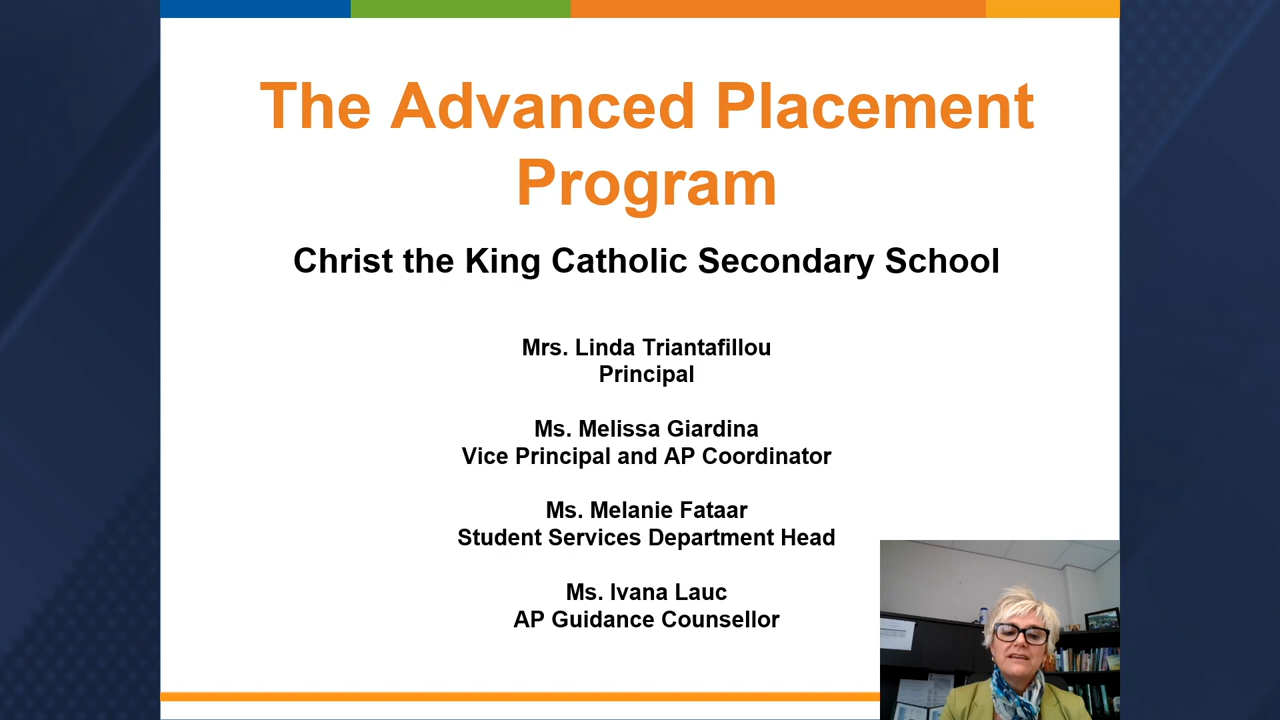 The Advanced Placement
Program
Christ the King Catholic Secondary School
Mrs. Linda Triantafillou
Principal
Ms. Melissa Giardina
Vice Principal and AP Coordinator
Ms. Melanie Fataar
Student Services Department Head
Ms. Ivana Lauc
AP Guidance Counsellor